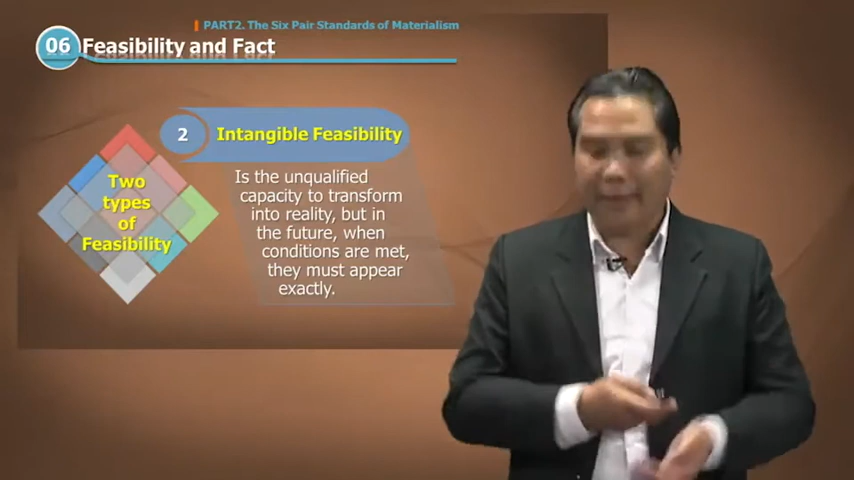 PART2. The Six Pair Standards of Materialism
06 Feasibility and Fact
2 Intangible Feasibility
Two
types
of
Feasibility
Is the unqualified
capacity to transform
into reality, but in
the future, when
conditions are met,
they must appear
exactly.